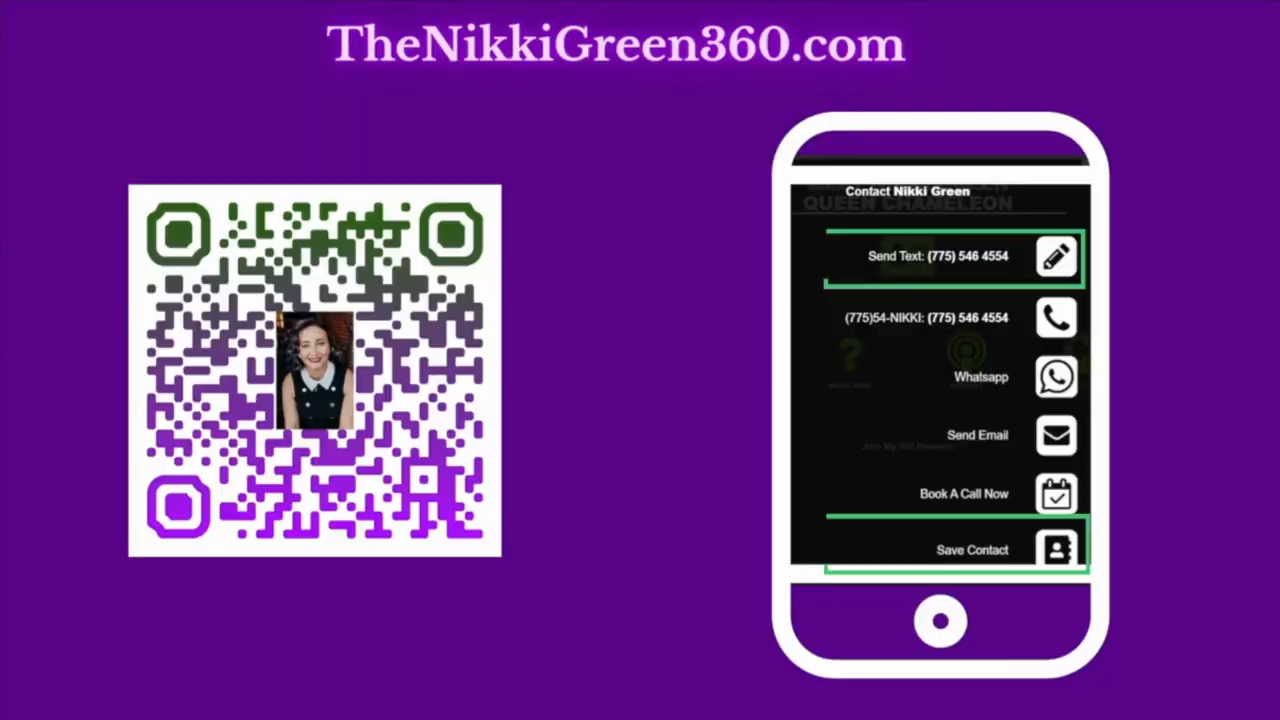 TheNikkiGreen360.com
Contact Nikki Green
QUEEN CHAMELEON
Send Text: (775) 546 4554
(775)54-NIKKI: (775) 546 4554
Whatsapp
Send Email
Book A Call Now
Save Contact